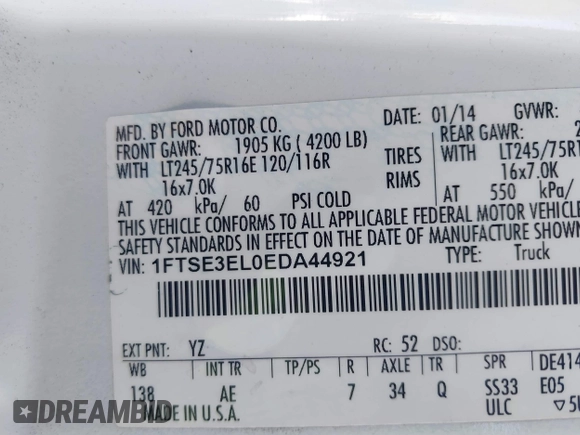 MFD. BY FORD MOTOR CO. DATE: 01/14 GVWR:
FRONT GAWR: 1905 KG ( 4200 LB) REAR GAWR: 2
WITH LT245/75R16E 120/116R TIRES WITH LT245/75R1
16x7.0K RIMS 16x7.0K
AT 420 kPa/ 60 PSI COLD AT 550 kPa/
THIS VEHICLE CONFORMS TO ALL APPLICABLE FEDERAL MOTOR VEHICLE
SAFETY STANDARDS IN EFFECT ON THE DATE OF MANUFACTURE SHOWN
VIN: 1FTSE3EL0EDA44921 TYPE: Truck
EXT PNT: YZ RC: 52 DSO:
WB INT TR TP/PS R AXLE TR SPR DE414
138 AE 7 34 Q SS33 E05
MADE IN U.S.A. ULC ▽5U
DREAMBID